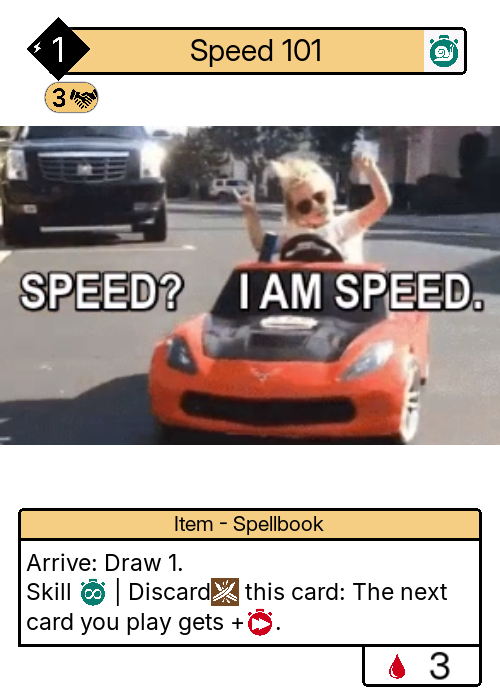 1
Speed 101
3
SPEED? I AM SPEED.
Item - Spellbook
Arrive: Draw 1.
Skill | Discard this card: The next
card you play gets + .
3